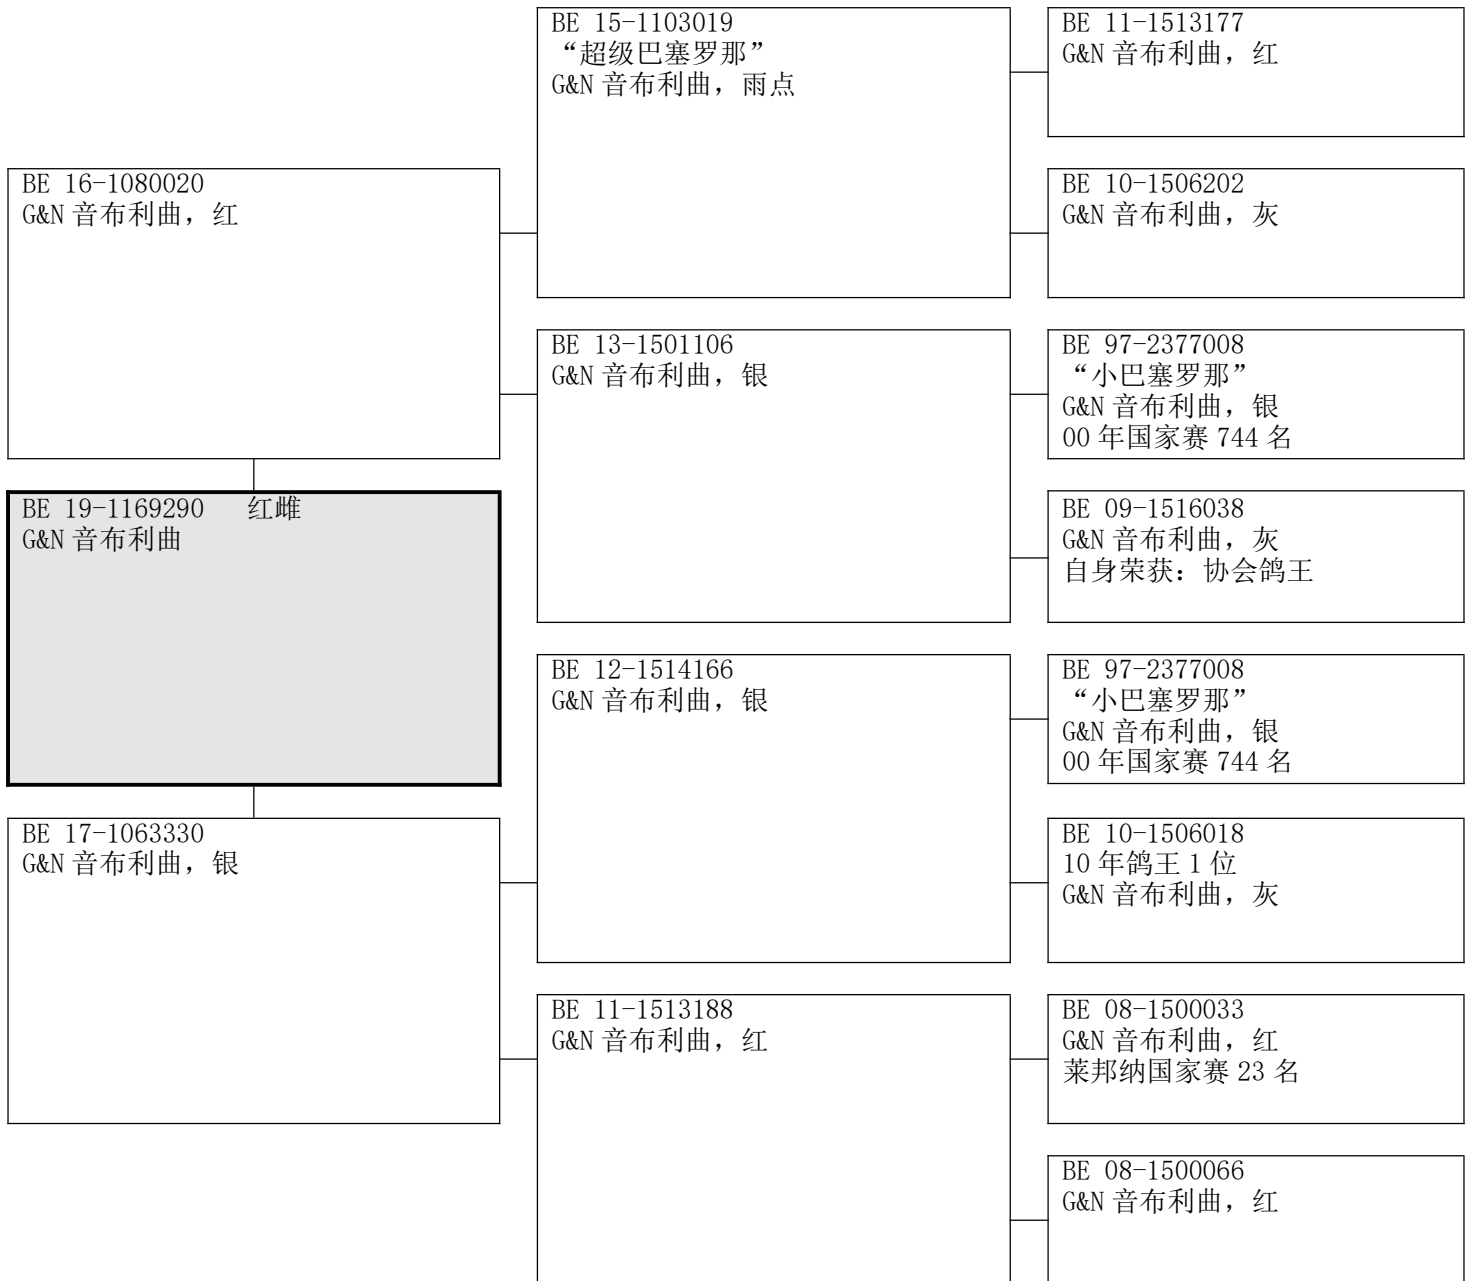 BE 15-1103019
“超级巴塞罗那”
G&N 音布利曲，雨点
BE 11-1513177
G&N 音布利曲，红
BE 16-1080020
G&N 音布利曲，红
BE 10-1506202
G&N 音布利曲，灰
BE 13-1501106
G&N 音布利曲，银
BE 97-2377008
“小巴塞罗那”
G&N 音布利曲，银
00 年国家赛 744 名
BE 19-1169290 红雌
G&N 音布利曲
BE 09-1516038
G&N 音布利曲，灰
自身荣获：协会鸽王
BE 12-1514166
G&N 音布利曲，银
BE 97-2377008
“小巴塞罗那”
G&N 音布利曲，银
00 年国家赛 744 名
BE 17-1063330
G&N 音布利曲，银
BE 10-1506018
10 年鸽王 1 位
G&N 音布利曲，灰
BE 11-1513188
G&N 音布利曲，红
BE 08-1500033
G&N 音布利曲，红
莱邦纳国家赛 23 名
BE 08-1500066
G&N 音布利曲，红